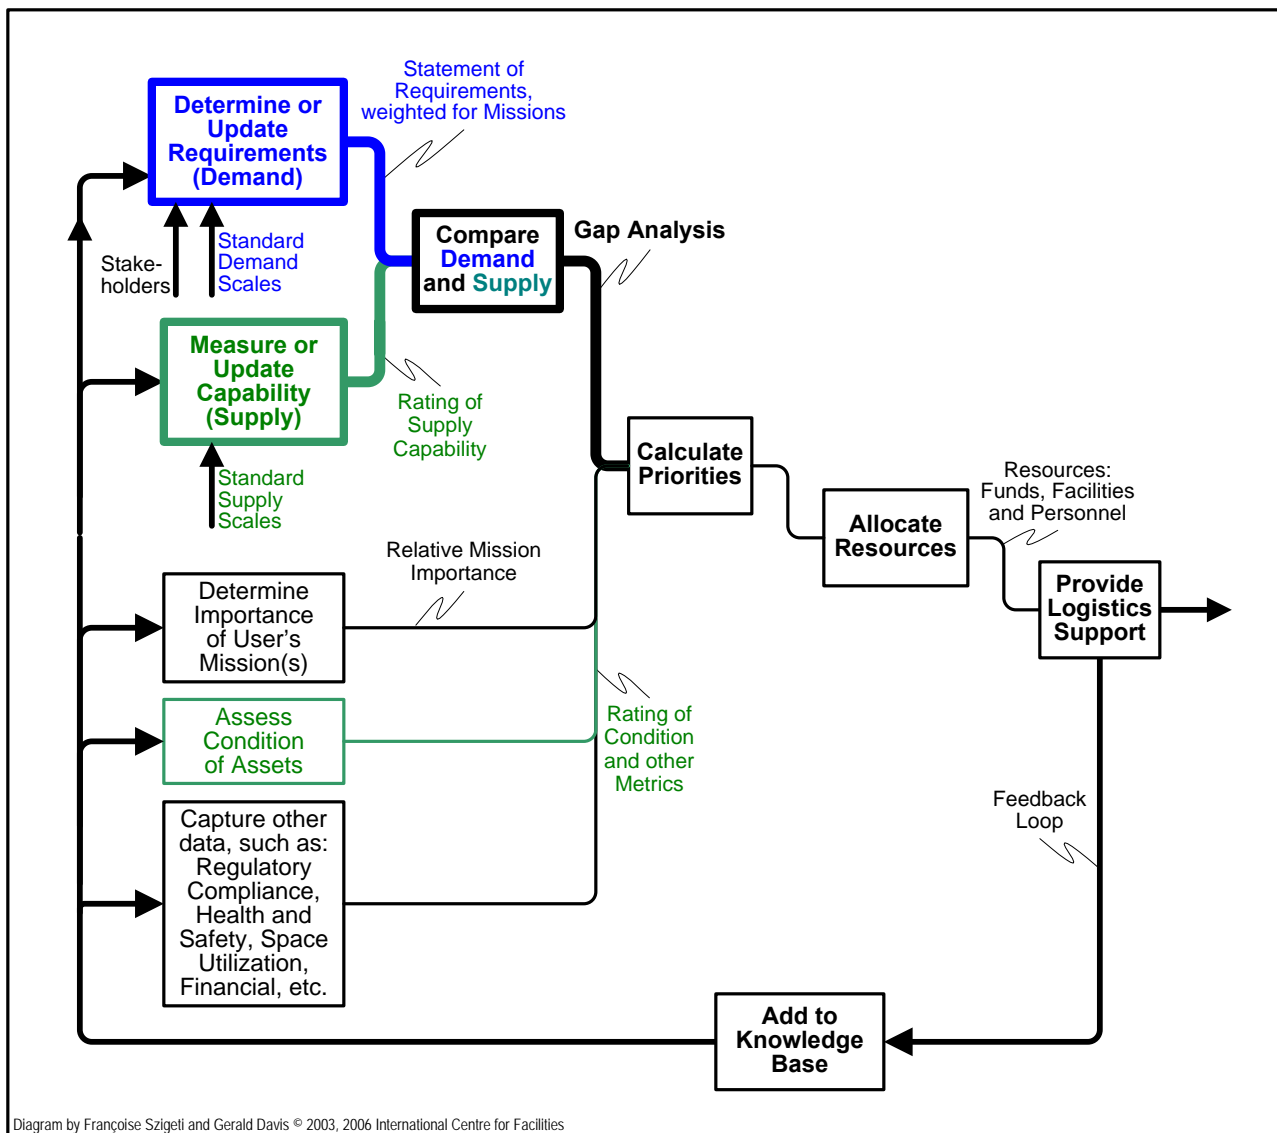 Statement of
Requirements,
weighted for Missions
Determine or
Update
Requirements
(Demand)
Stake-
holders
Standard
Demand
Scales
Compare
Demand
and Supply
Gap Analysis
Measure or
Update
Capability
(Supply)
Rating of
Supply
Capability
Standard
Supply
Scales
Calculate
Priorities
Resources:
Funds, Facilities
and Personnel
Allocate
Resources
Relative Mission
Importance
Provide
Logistics
Support
Determine
Importance
of User’s
Mission(s)
Assess
Condition
of Assets
Rating of
Condition
and other
Metrics
Capture other
data, such as:
Regulatory
Compliance,
Health and
Safety, Space
Utilization,
Financial, etc.
Feedback
Loop
Add to
Knowledge
Base
Diagram by Françoise Szigeti and Gerald Davis © 2003, 2006 International Centre for Facilities